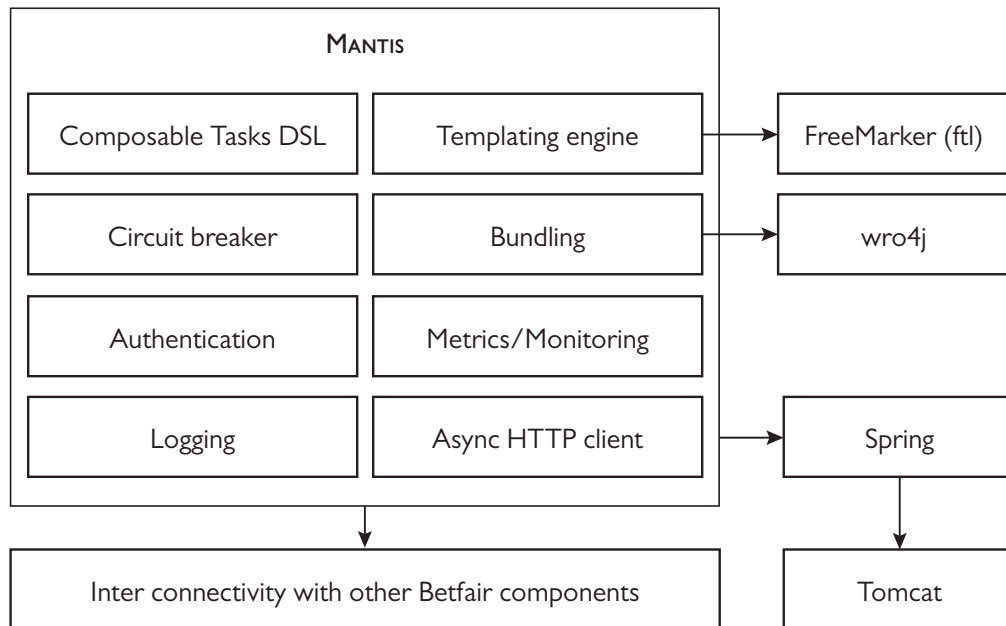 MANTIS
Composable Tasks DSL
Templating engine
FreeMarker (ftl)
Circuit breaker
Bundling
wro4j
Authentication
Metrics/Monitoring
Logging
Async HTTP client
Spring
Inter connectivity with other Betfair components
Tomcat